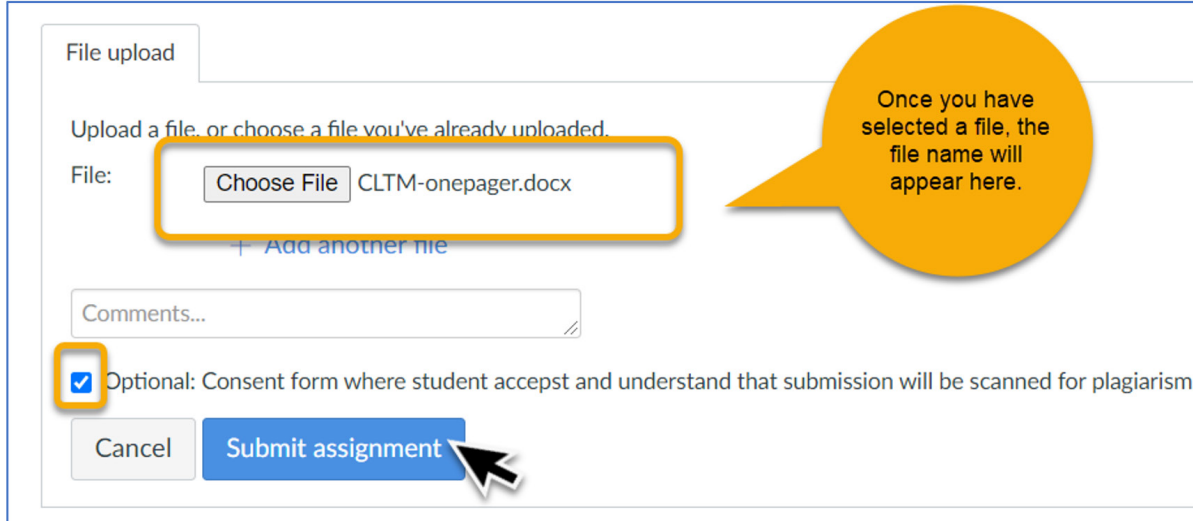 File upload
Once you have
selected a file, the
file name will
appear here.
Upload a file, or choose a file you've already uploaded.
File:
Choose File CLTM-onepager.docx
+ Add another file
Comments...
Optional: Consent form where student accepst and understand that submission will be scanned for plagiarism
Cancel
Submit assignment